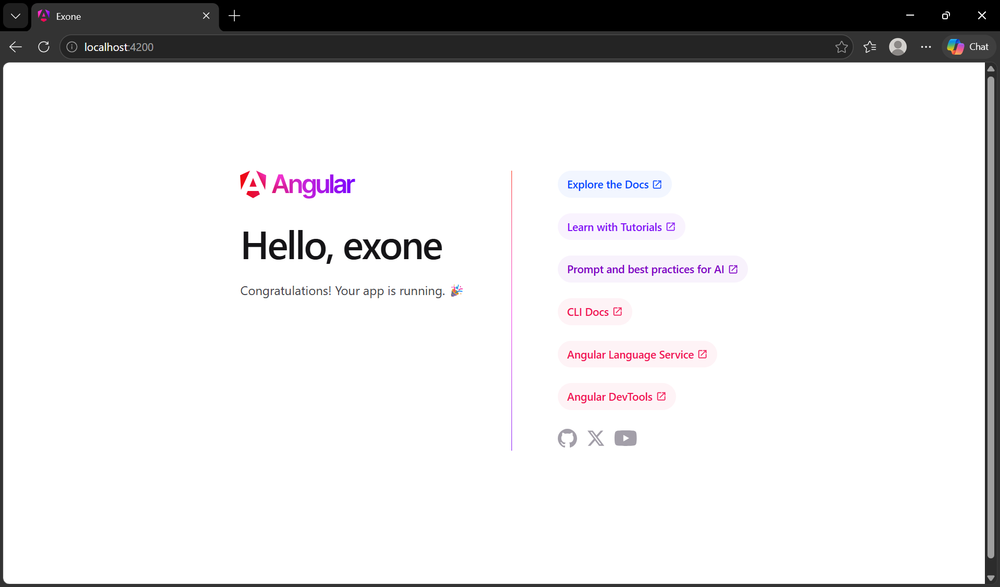 Exone
localhost:4200
Chat
Angular
Hello, exone
Congratulations! Your app is running. 🎉
Explore the Docs
Learn with Tutorials
Prompt and best practices for AI
CLI Docs
Angular Language Service
Angular DevTools